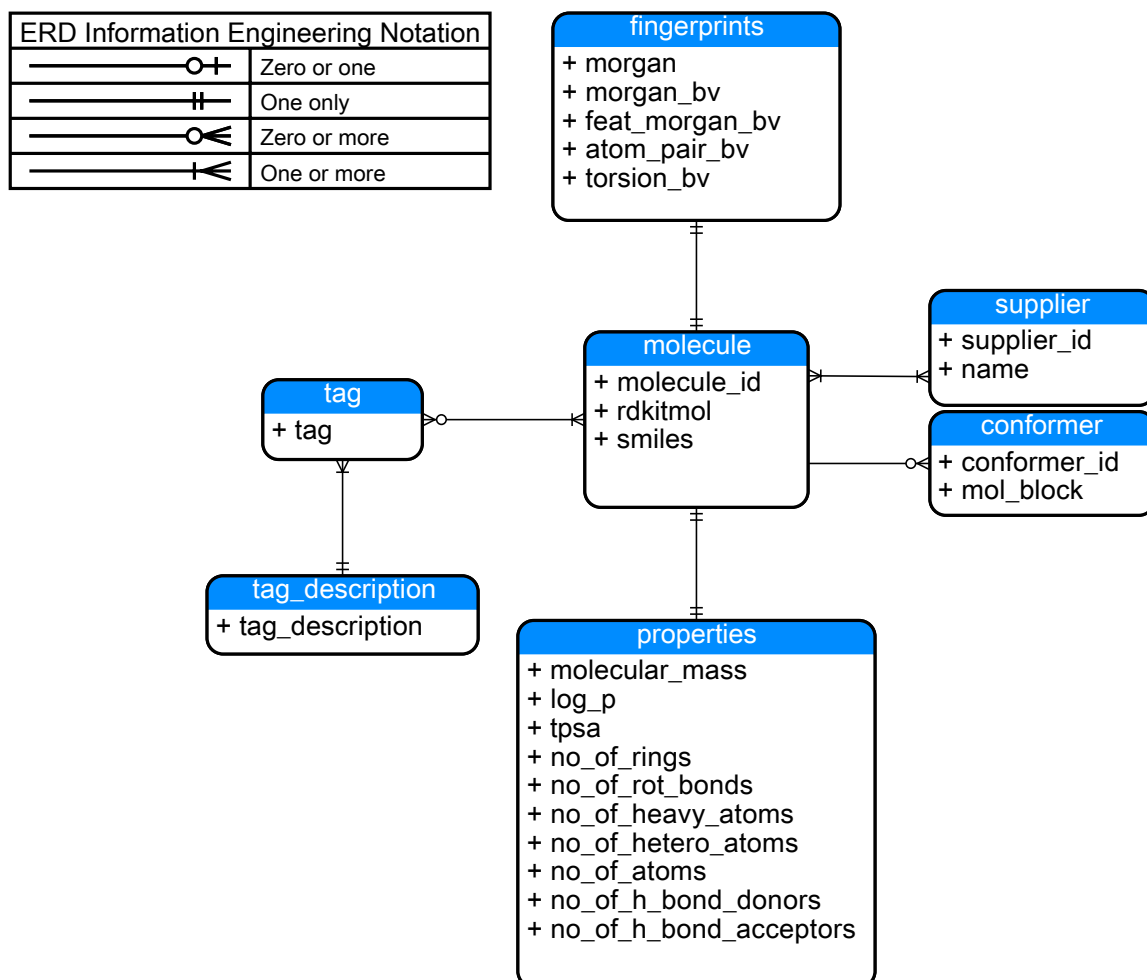 ERD Information Engineering Notation
Zero or one
One only
Zero or more
One or more
fingerprints
+ morgan
+ morgan_bv
+ feat_morgan_bv
+ atom_pair_bv
+ torsion_bv
molecule
+ molecule_id
+ rdkitmol
+ smiles
supplier
+ supplier_id
+ name
conformer
+ conformer_id
+ mol_block
tag
+ tag
tag_description
+ tag_description
properties
+ molecular_mass
+ log_p
+ tpsa
+ no_of_rings
+ no_of_rot_bonds
+ no_of_heavy_atoms
+ no_of_hetero_atoms
+ no_of_atoms
+ no_of_h_bond_donors
+ no_of_h_bond_acceptors